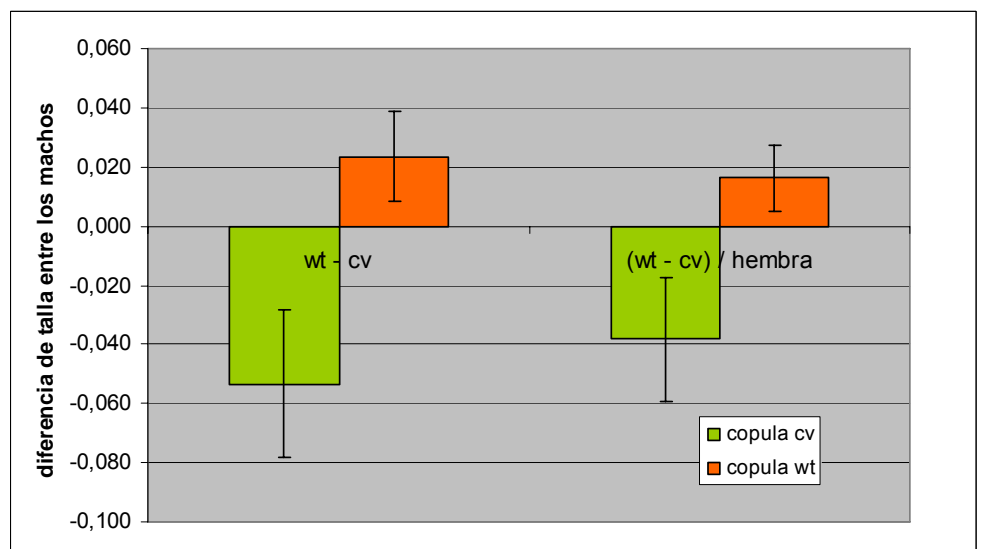 diferencia de talla entre los machos
0,060
0,040
0,020
0,000
-0,020
-0,040
-0,060
-0,080
-0,100
wt - cv
(wt - cv) / hembra
copula cv
copula wt